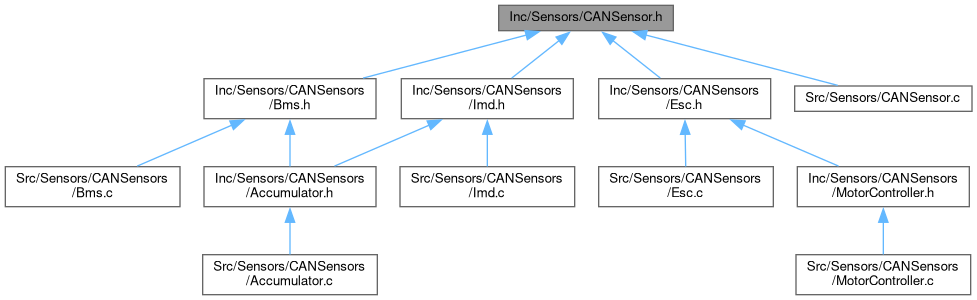 Inc/Sensors/CANSensor.h
Inc/Sensors/CANSensors
/Bms.h
Inc/Sensors/CANSensors
/Imd.h
Inc/Sensors/CANSensors
/Esc.h
Src/Sensors/CANSensor.c
Src/Sensors/CANSensors
/Bms.c
Inc/Sensors/CANSensors
/Accumulator.h
Src/Sensors/CANSensors
/Imd.c
Src/Sensors/CANSensors
/Esc.c
Inc/Sensors/CANSensors
/MotorController.h
Src/Sensors/CANSensors
/Accumulator.c
Src/Sensors/CANSensors
/MotorController.c